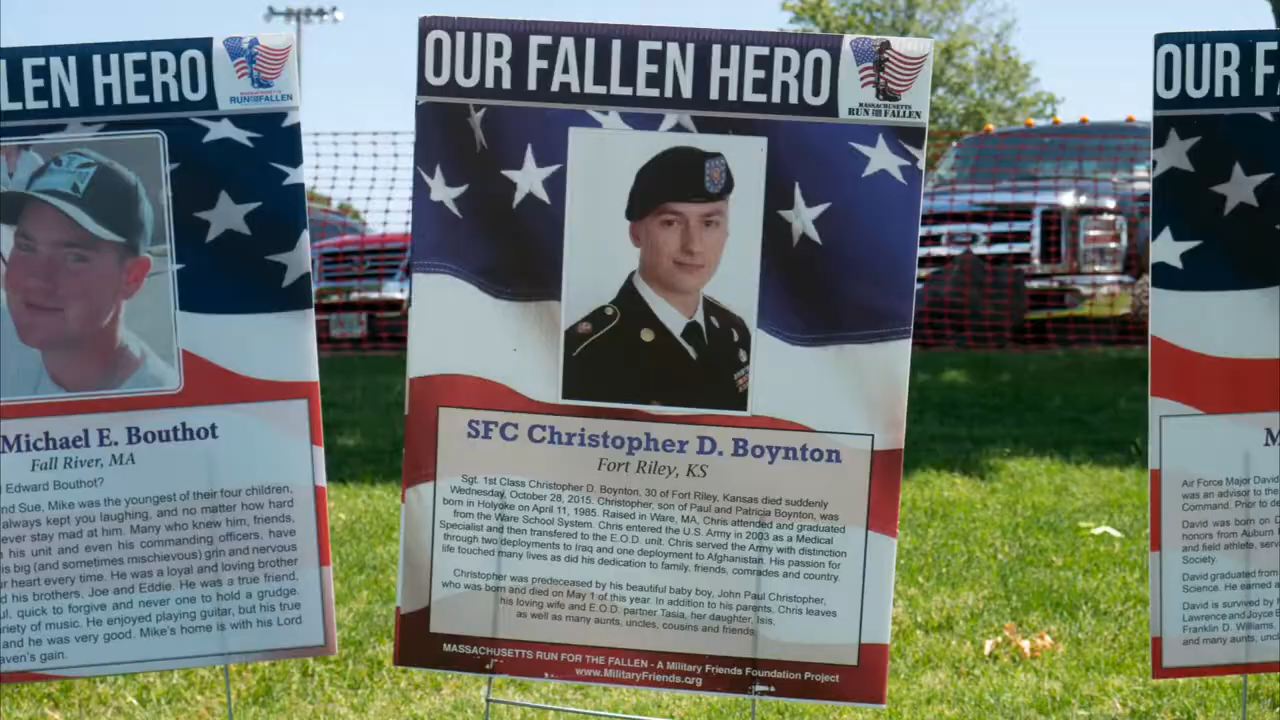 LEN HERO
RUN FOR THE FALLEN
Michael E. Bouthot
Fall River, MA
Edward Bouthot?
nd Sue, Mike was the youngest of their four children,
always kept you laughing, and no matter how hard
ever stay mad at him. Many who knew him, friends,
his unit and even his commanding officers, have
is big (and sometimes mischievous) grin and nervous
r heart every time. He was a loyal and loving brother
d his brothers, Joe and Eddie. He was a true friend,
ul, quick to forgive and never one to hold a grudge.
riety of music. He enjoyed playing guitar, but his true
and he was very good. Mike's home is with his Lord
aven's gain.
OUR FALLEN HERO
MASSACHUSETTS
RUN FOR THE FALLEN
SFC Christopher D. Boynton
Fort Riley, KS
Sgt. 1st Class Christopher D. Boynton, 30 of Fort Riley, Kansas died suddenly
Wednesday, October 28, 2015. Christopher, son of Paul and Patricia Boynton, was
born in Holyoke on April 11, 1985. Raised in Ware, MA, Chris attended and graduated
from the Ware School System. Chris entered the U.S. Army in 2003 as a Medical
Specialist and then transferred to the E.O.D. unit. Chris served the Army with distinction
through two deployments to Iraq and one deployment to Afghanistan. His passion for
life touched many lives as did his dedication to family, friends, comrades and country.
Christopher was predeceased by his beautiful baby boy, John Paul Christopher,
who was born and died on May 1 of this year. In addition to his parents, Chris leaves
his loving wife and E.O.D. partner Tasia, her daughter, Isis,
as well as many aunts, uncles, cousins and friends
MASSACHUSETTS RUN FOR THE FALLEN - A Military Friends Foundation Project
www.MilitaryFriends.org
OUR FA
M
Air Force Major David
was an advisor to the
Command. Prior to de
David was born on
honors from Auburn
and field athlete, serv
Society.
David graduated from
Science. He earned
David is survived by
Lawrence and Joyce
Franklin D. Williams,
and many aunts, unc